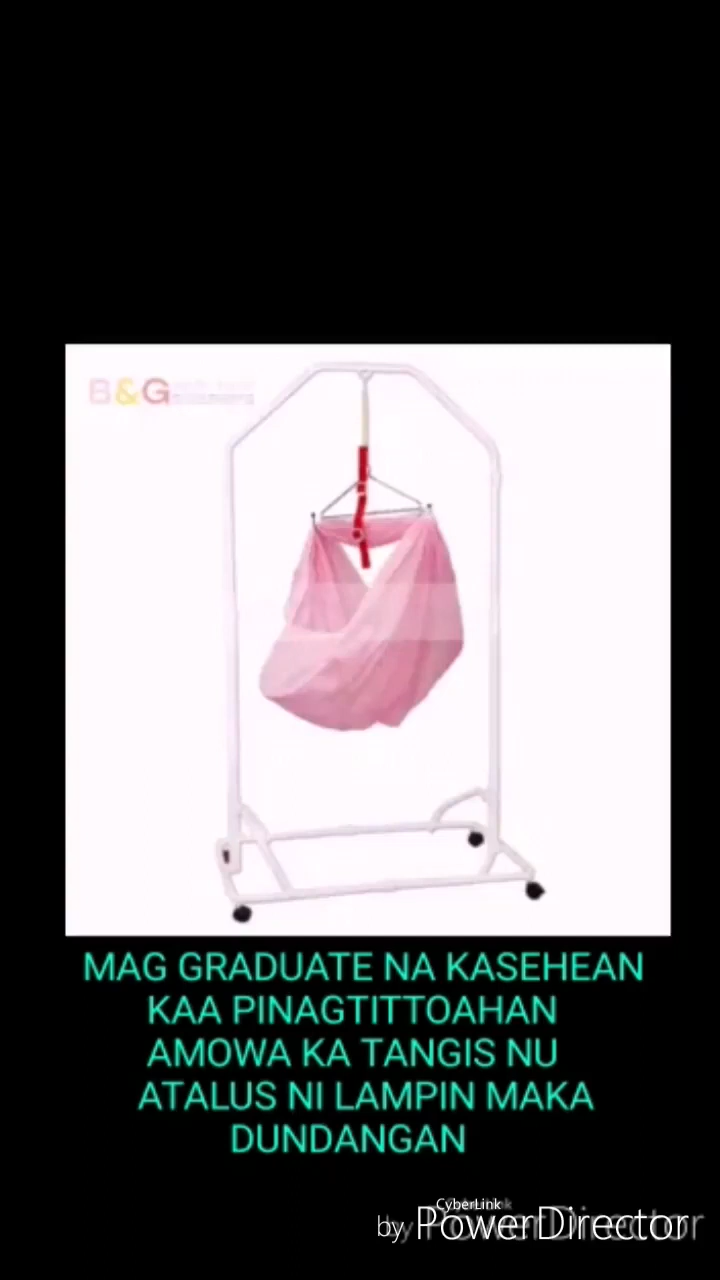 B&G
MAG GRADUATE NA KASEHEAN
KAA PINAGTITTOAHAN
AMOWA KA TANGIS NU
ATALUS NI LAMPIN MAKA
DUNDANGAN
CyberLink
by PowerDirector